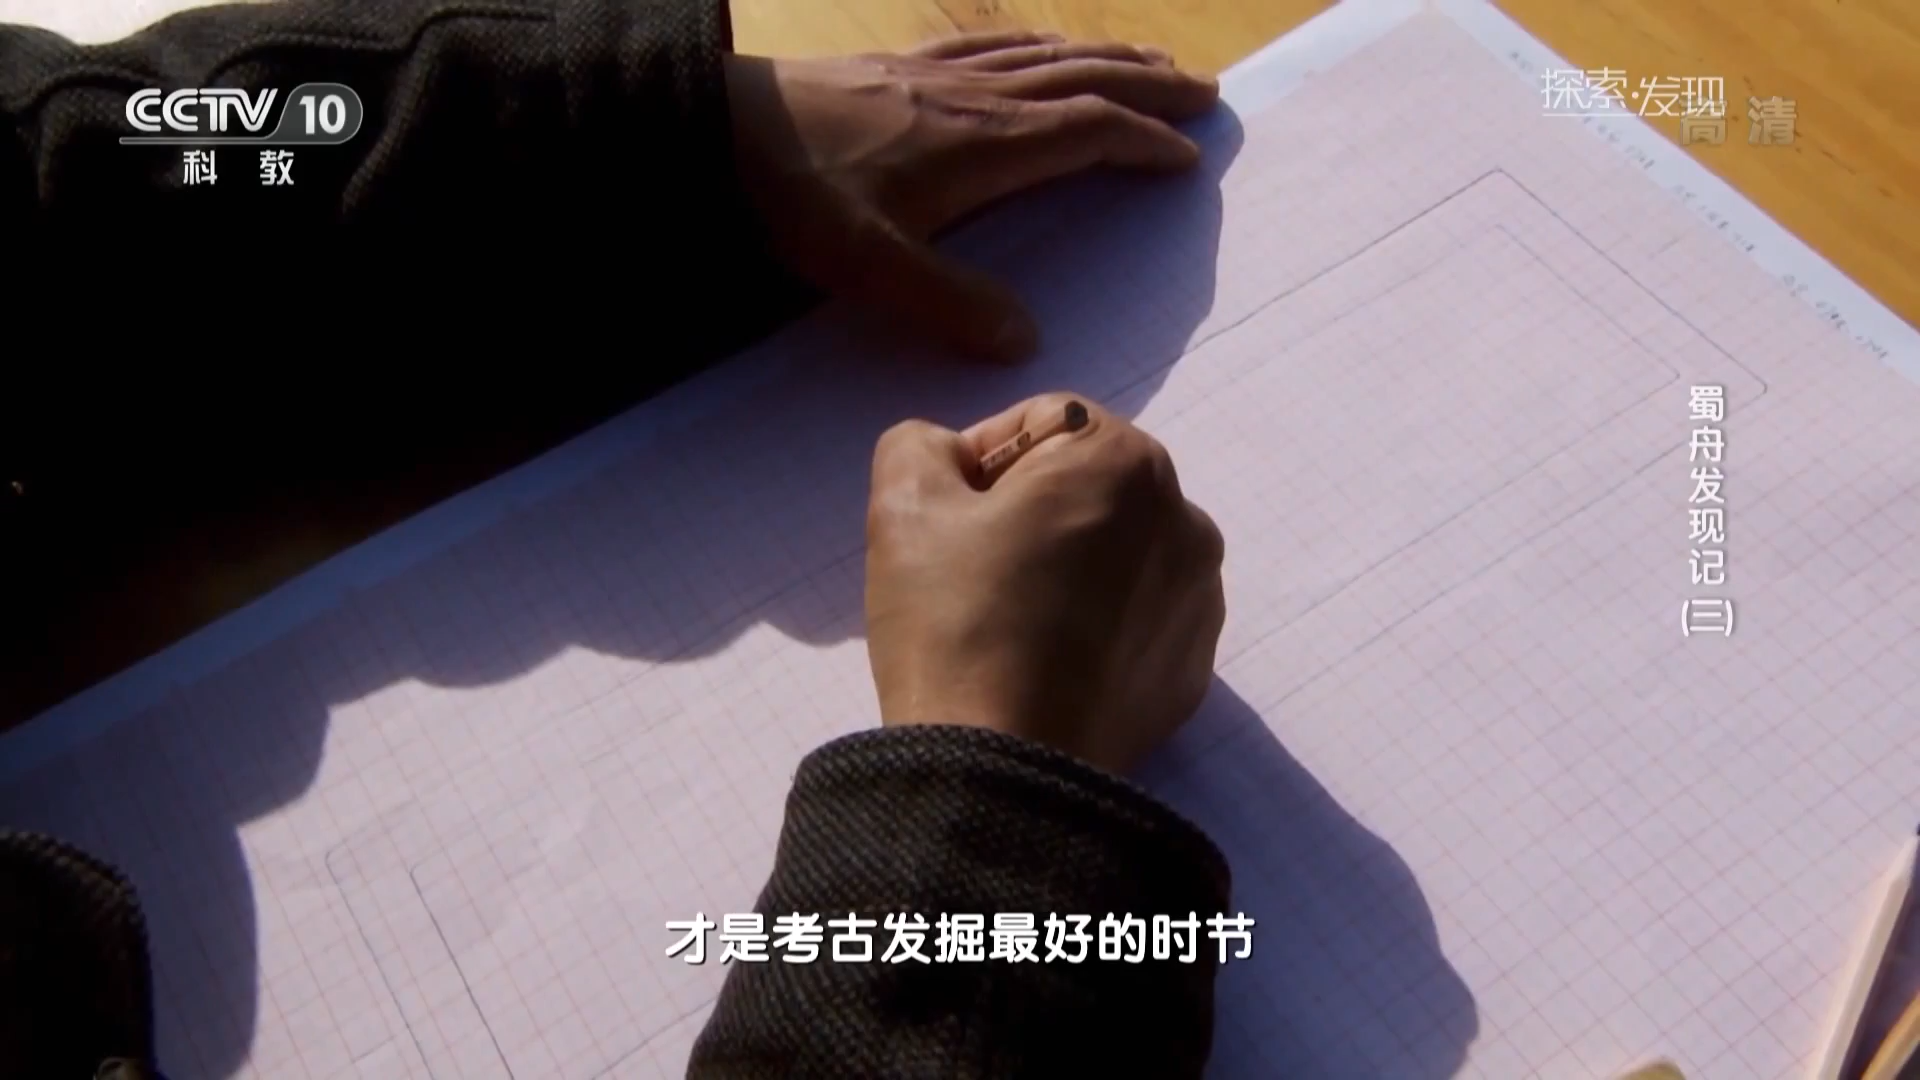 CCTV 10
科 教
探索·发现
高清
蜀舟发现记(三)
才是考古发掘最好的时节